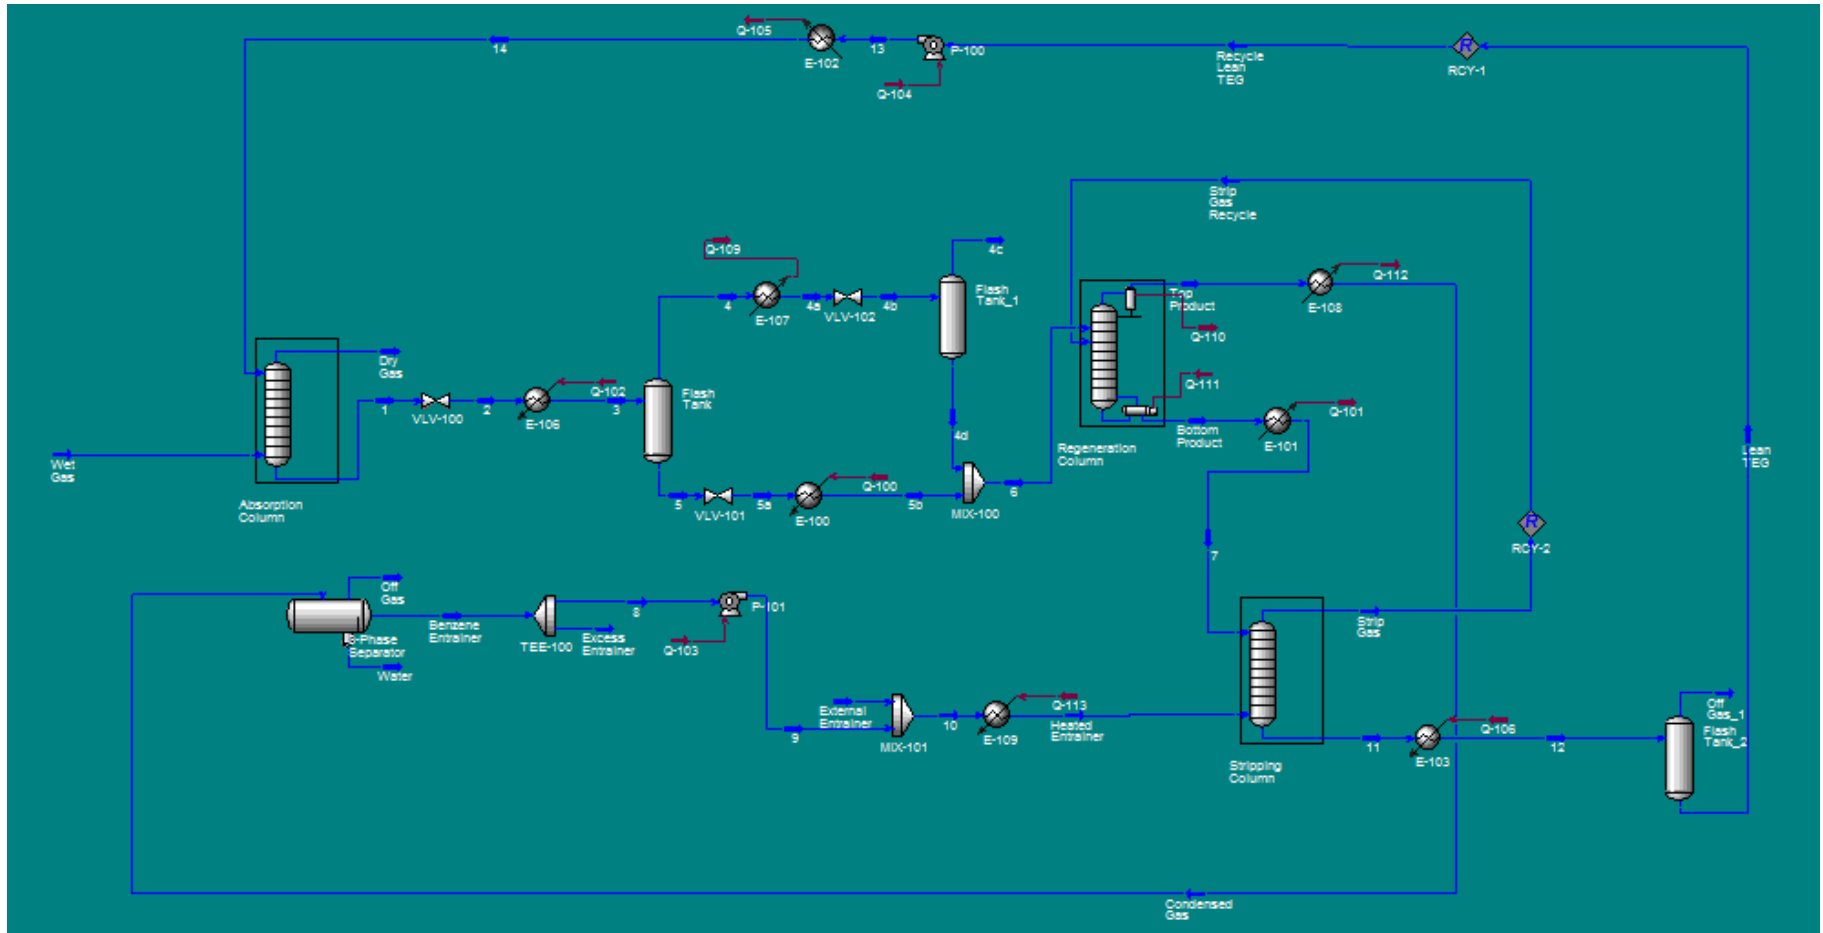 Q-105
14
E-102
13
P-100
Q-104
Recycle
Lean
TEG
R
RCY-1
Strip
Gas
Recycle
Q-109
4
E-107
4a
VLV-102
4b
4c
Flash
Tank_1
Top
Product
Q-110
Q-111
E-108
Q-112
Dry
Gas
1
VLV-100
2
E-106
Q-102
3
Flash
Tank
4d
Regeneration
Column
Bottom
Product
E-101
Q-101
Lean
TEG
Wet
Gas
Absorption
Column
5
VLV-101
5a
E-100
Q-100
5b
MIX-100
6
7
R
RCY-2
Off
Gas
3-Phase
Separator
Water
Benzene
Entrainer
TEE-100
8
Excess
Entrainer
Q-103
P-101
Strip
Gas
External
Entrainer
9
MIX-101
10
E-109
Q-113
Heated
Entrainer
Stripping
Column
11
E-103
Q-106
12
Off
Gas_1
Flash
Tank_2
Condensed
Gas